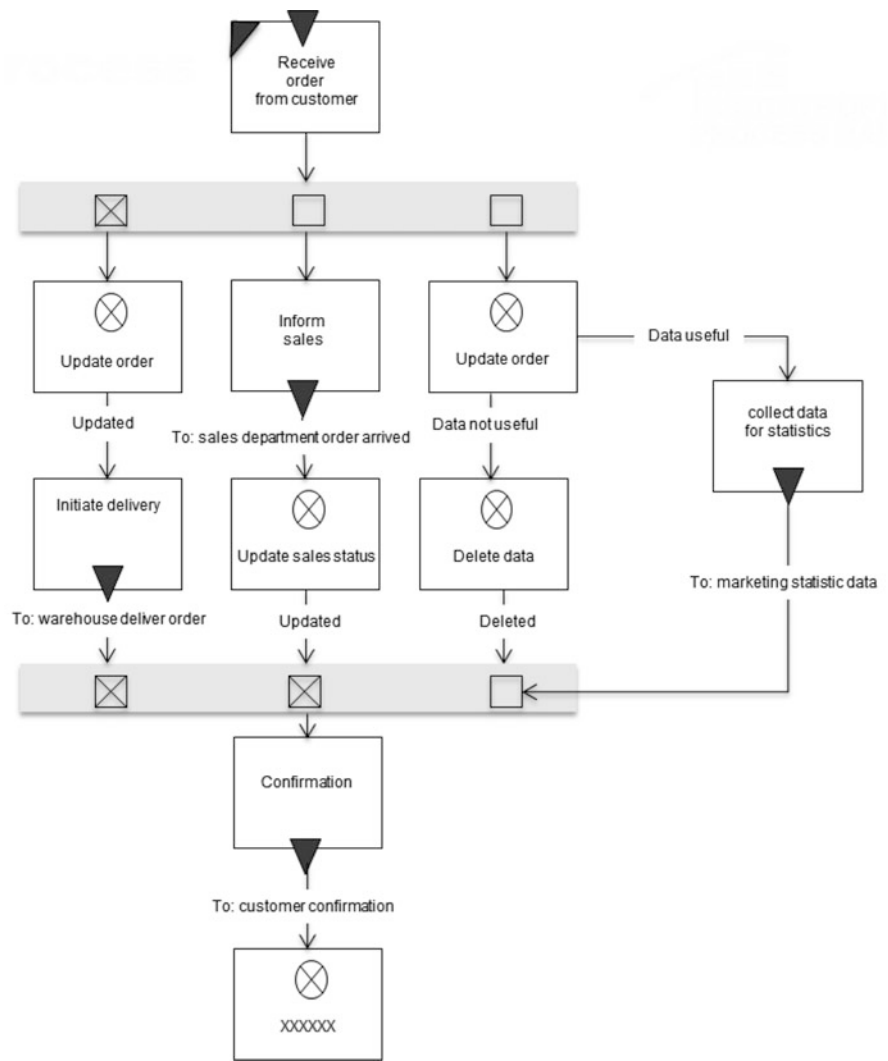 Receive
order
from customer
Update order
Inform
sales
Update order
Data useful
collect data
for statistics
Updated
To: sales department order arrived
Data not useful
Initiate delivery
Update sales status
Delete data
To: marketing statistic data
To: warehouse deliver order
Updated
Deleted
Confirmation
To: customer confirmation
XXXXXX